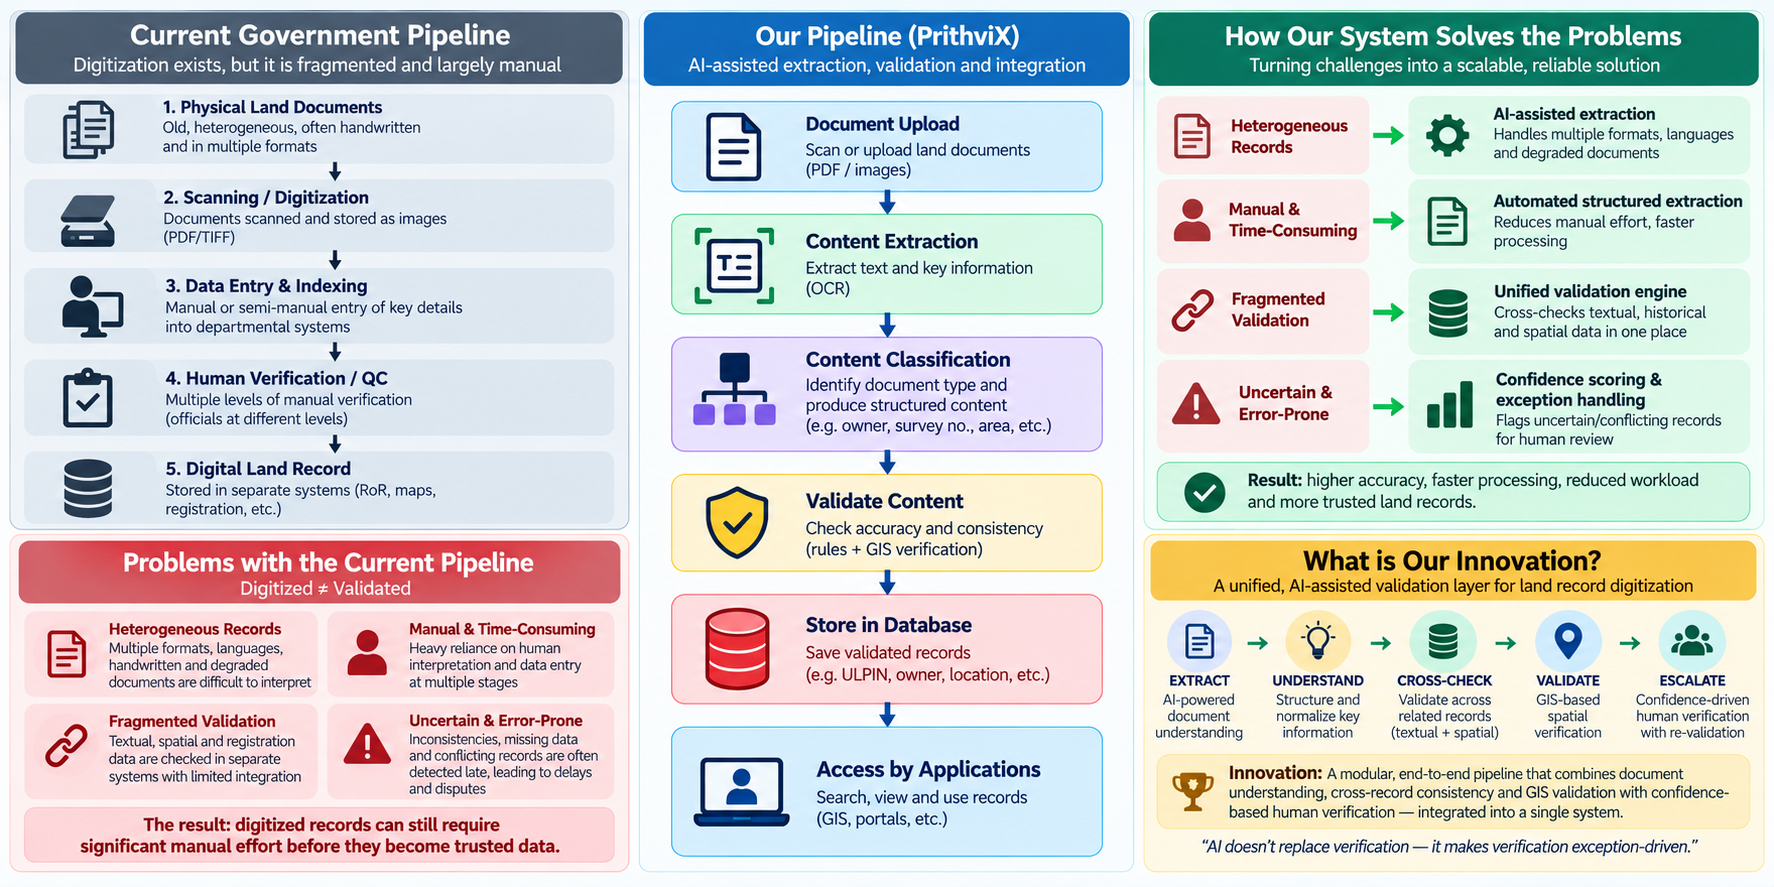 Current Government Pipeline
Digitization exists, but it is fragmented and largely manual
1. Physical Land Documents
Old, heterogeneous, often handwritten
and in multiple formats
2. Scanning / Digitization
Documents scanned and stored as images
(PDF/TIFF)
3. Data Entry & Indexing
Manual or semi-manual entry of key details
into departmental systems
4. Human Verification / QC
Multiple levels of manual verification
(officials at different levels)
5. Digital Land Record
Stored in separate systems (RoR, maps,
registration, etc.)
Problems with the Current Pipeline
Digitized ≠ Validated
Heterogeneous Records
Multiple formats, languages,
handwritten and degraded
documents are difficult to interpret
Manual & Time-Consuming
Heavy reliance on human
interpretation and data entry
at multiple stages
Fragmented Validation
Textual, spatial and registration
data are checked in separate
systems with limited integration
Uncertain & Error-Prone
Inconsistencies, missing data
and conflicting records are often
detected late, leading to delays
and disputes
The result: digitized records can still require
significant manual effort before they become trusted data.
Our Pipeline (PrithviX)
AI-assisted extraction, validation and integration
Document Upload
Scan or upload land documents
(PDF / images)
Content Extraction
Extract text and key information
(OCR)
Content Classification
Identify document type and
produce structured content
(e.g. owner, survey no., area, etc.)
Validate Content
Check accuracy and consistency
(rules + GIS verification)
Store in Database
Save validated records
(e.g. ULPIN, owner, location, etc.)
Access by Applications
Search, view and use records
(GIS, portals, etc.)
How Our System Solves the Problems
Turning challenges into a scalable, reliable solution
Heterogeneous
Records
AI-assisted extraction
Handles multiple formats, languages
and degraded documents
Manual &
Time-Consuming
Automated structured extraction
Reduces manual effort, faster
processing
Fragmented
Validation
Unified validation engine
Cross-checks textual, historical
and spatial data in one place
Uncertain &
Error-Prone
Confidence scoring &
exception handling
Flags uncertain/conflicting records
for human review
Result: higher accuracy, faster processing, reduced workload
and more trusted land records.
What is Our Innovation?
A unified, AI-assisted validation layer for land record digitization
EXTRACT
AI-powered
document
understanding
UNDERSTAND
Structure and
normalize key
information
CROSS-CHECK
Validate across
related records
(textual + spatial)
VALIDATE
GIS-based
spatial
verification
ESCALATE
Confidence-driven
human verification
with re-validation
Innovation: A modular, end-to-end pipeline that combines document
understanding, cross-record consistency and GIS validation with confidence-
based human verification — integrated into a single system.
“AI doesn’t replace verification — it makes verification exception-driven.”